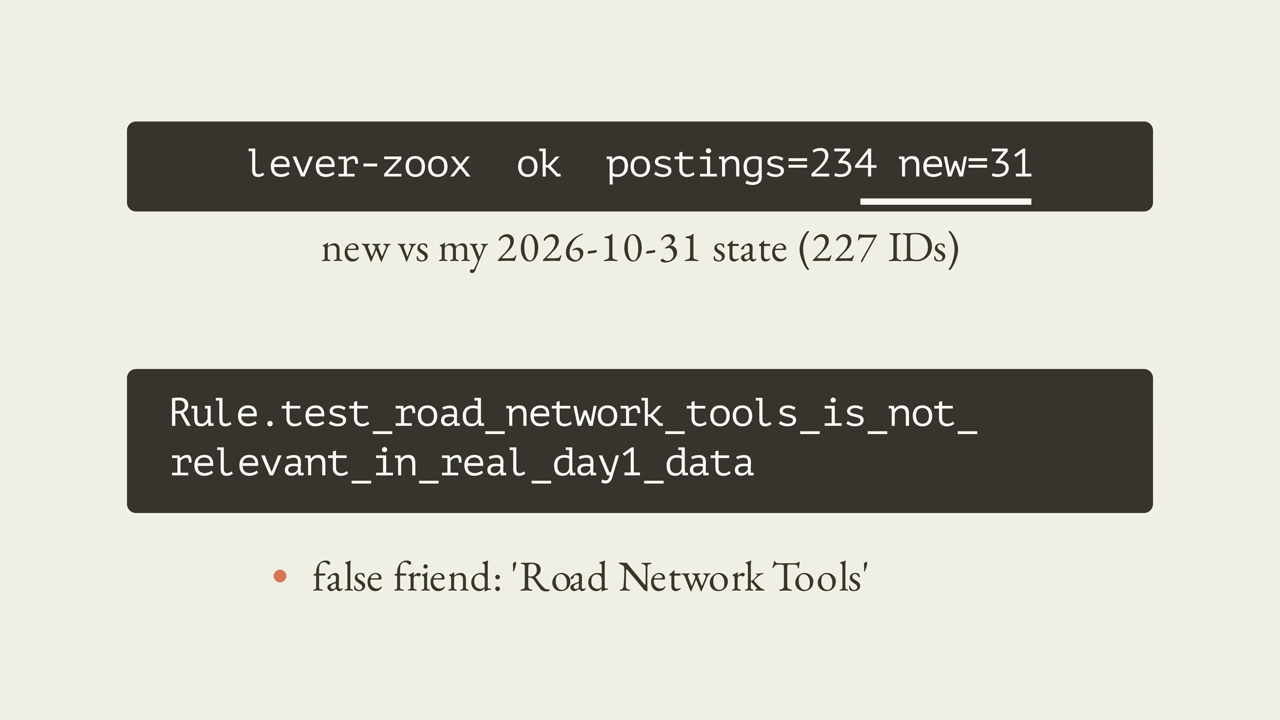 lever-zoox  ok  postings=234 new=31
new vs my 2026-10-31 state (227 IDs)
Rule.test_road_network_tools_is_not_
relevant_in_real_day1_data
• false friend: 'Road Network Tools'